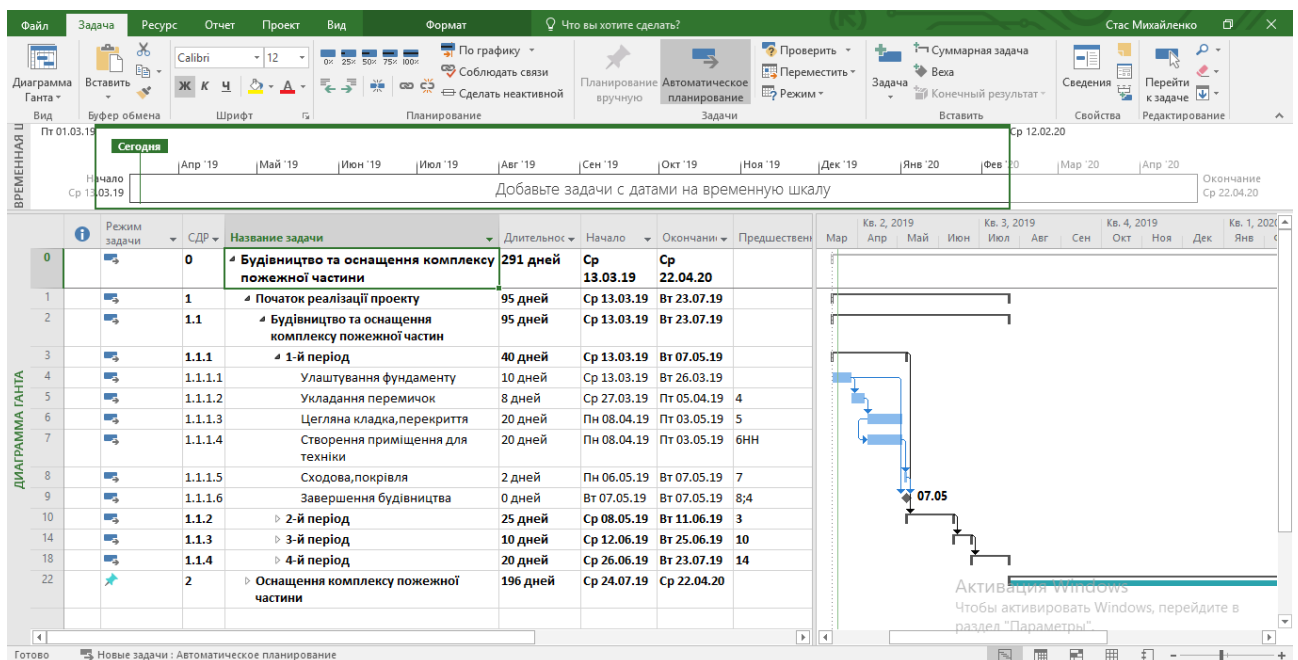 Файл Задача Ресурс Отчет Проект Вид Формат Что вы хотите сделать? Стас Михайленко
Calibri 12 0× 25× 50× 75× 100× По графику Проверить Суммарная задача
Соблюдать связи Переместить Веха
Диаграмма Ганта Вставить Ж К Ч А Сделать неактивной Планирование вручную Автоматическое планирование Режим Задача Конечный результат Сведения Перейти к задаче
Вид Буфер обмена Шрифт Планирование Задачи Вставить Свойства Редактирование
Пт 01.03.19 Ср 12.02.20
Сегодня
Апр '19 Май '19 Июн '19 Июл '19 Авг '19 Сен '19 Окт '19 Ноя '19 Дек '19 Янв '20 Фев '20 Мар '20 Апр '20
Начало Добавьте задачи с датами на временную шкалу Окончание
Ср 13.03.19 Ср 22.04.20
Режим задачи СДР Название задачи Длительнос Начало Окончани Предшествен
Кв. 2, 2019 Кв. 3, 2019 Кв. 4, 2019 Кв. 1, 202
Мар Апр Май Июн Июл Авг Сен Окт Ноя Дек Янв
0 0 Будівництво та оснащення комплексу пожежної частини 291 дней Ср 13.03.19 Ср 22.04.20
1 1 Початок реалізації проекту 95 дней Ср 13.03.19 Вт 23.07.19
2 1.1 Будівництво та оснащення комплексу пожежної частин 95 дней Ср 13.03.19 Вт 23.07.19
3 1.1.1 1-й період 40 дней Ср 13.03.19 Вт 07.05.19
4 1.1.1.1 Улаштування фундаменту 10 дней Ср 13.03.19 Вт 26.03.19
5 1.1.1.2 Укладання перемичок 8 дней Ср 27.03.19 Пт 05.04.19 4
6 1.1.1.3 Цегляна кладка,перекриття 20 дней Пн 08.04.19 Пт 03.05.19 5
7 1.1.1.4 Створення приміщення для техніки 20 дней Пн 08.04.19 Пт 03.05.19 6НН
8 1.1.1.5 Сходова,покрівля 2 дней Пн 06.05.19 Вт 07.05.19 7
9 1.1.1.6 Завершення будівництва 0 дней Вт 07.05.19 Вт 07.05.19 8;4 07.05
10 1.1.2 2-й період 25 дней Ср 08.05.19 Вт 11.06.19 3
14 1.1.3 3-й період 10 дней Ср 12.06.19 Вт 25.06.19 10
18 1.1.4 4-й період 20 дней Ср 26.06.19 Вт 23.07.19 14
22 2 Оснащення комплексу пожежної частини 196 дней Ср 24.07.19 Ср 22.04.20
ДИАГРАММА ГАНТА
Активация Windows
Чтобы активировать Windows, перейдите в
раздел "Параметры".
Готово Новые задачи : Автоматическое планирование